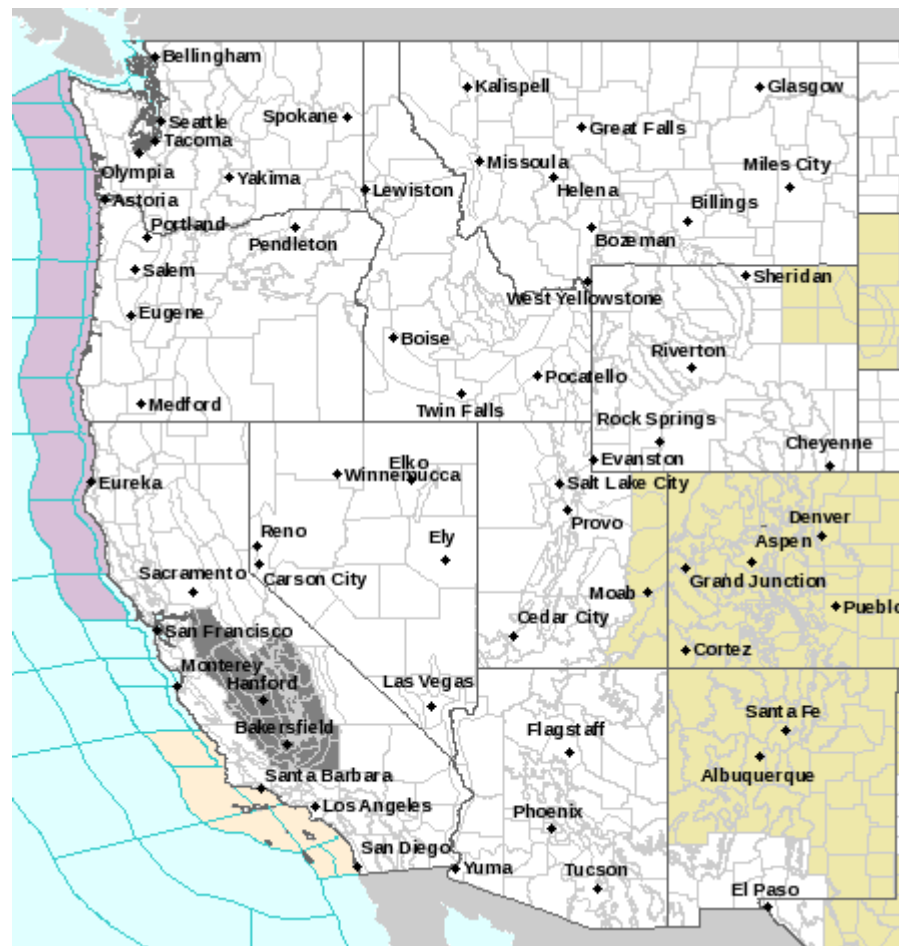 Bellingham
Kalispell
Glasgow
Seattle
Spokane
Great Falls
Tacoma
Olympia
Missoula
Miles City
Yakima
Helena
Lewiston
Astoria
Billings
Portland
Pendleton
Bozeman
Salem
Sheridan
West Yellowstone
Eugene
Boise
Riverton
Pocatello
Medford
Twin Falls
Rock Springs
Cheyenne
Elko
Evanston
Winnemucca
Eureka
Salt Lake City
Denver
Provo
Reno
Ely
Aspen
Sacramento
Carson City
Grand Junction
Moab
Pueblo
San Francisco
Cedar City
Cortez
Monterey
Hanford
Las Vegas
Santa Fe
Bakersfield
Flagstaff
Albuquerque
Santa Barbara
Los Angeles
Phoenix
San Diego
Yuma
Tucson
El Paso